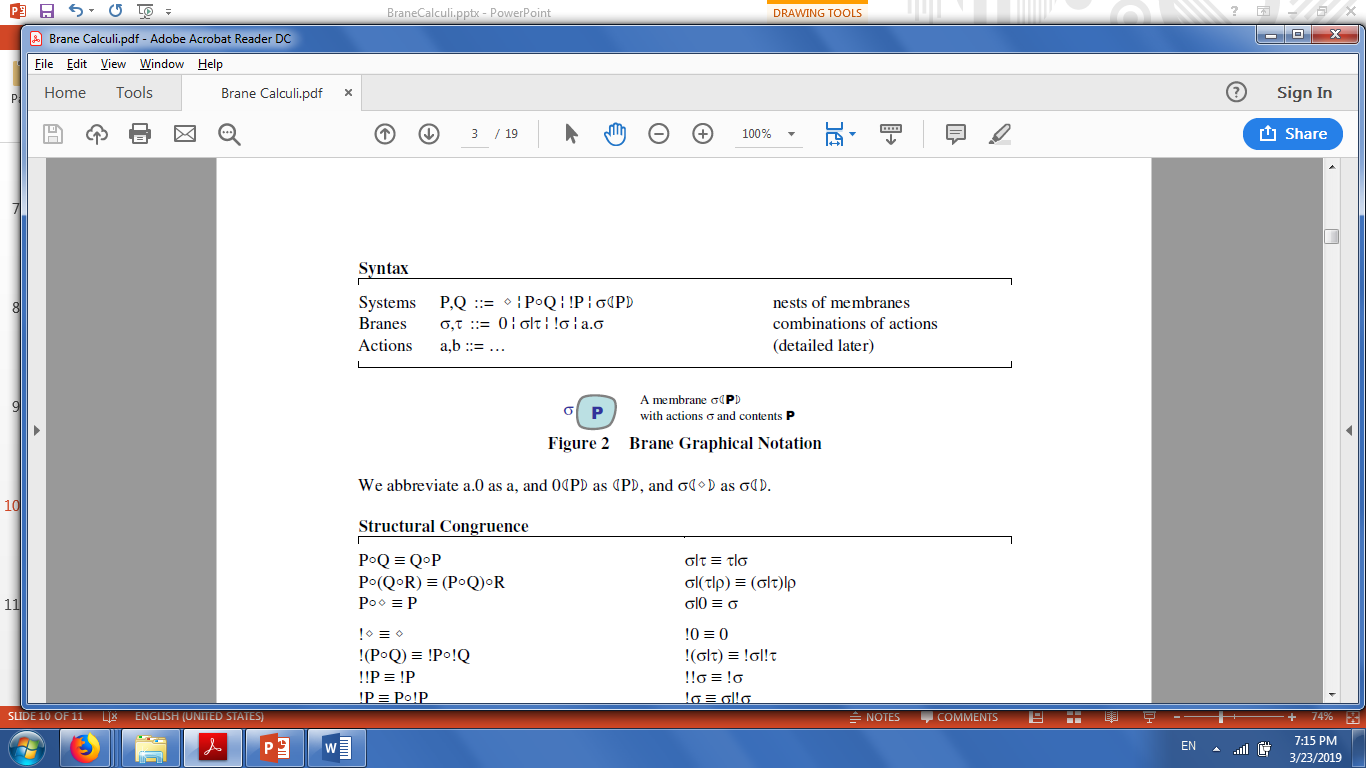 BraneCalculi.pptx - PowerPoint
DRAWING TOOLS
Brane Calculi.pdf - Adobe Acrobat Reader DC
File Edit View Window Help
Home Tools Brane Calculi.pdf × Sign In
3 / 19 100% Share
7
8
9
10
11
Syntax
Systems P,Q ::= ⋄ ¦ P∘Q ¦ !P ¦ σ⦇P⦈ nests of membranes
Branes σ,τ ::= 0 ¦ σ|τ ¦ !σ ¦ a.σ combinations of actions
Actions a,b ::= … (detailed later)
σ P
A membrane σ⦇P⦈
with actions σ and contents P
Figure 2 Brane Graphical Notation
We abbreviate a.0 as a, and 0⦇P⦈ as ⦇P⦈, and σ⦇⋄⦈ as σ⦇⦈.
Structural Congruence
P∘Q ≡ Q∘P σ|τ ≡ τ|σ
P∘(Q∘R) ≡ (P∘Q)∘R σ|(τ|ρ) ≡ (σ|τ)|ρ
P∘⋄ ≡ P σ|0 ≡ σ
!⋄ ≡ ⋄ !0 ≡ 0
!(P∘Q) ≡ !P∘!Q !(σ|τ) ≡ !σ|!τ
!!P ≡ !P !!σ ≡ !σ
!P ≡ P∘!P !σ ≡ σ|!σ
SLIDE 10 OF 11 ENGLISH (UNITED STATES) NOTES COMMENTS 74%
EN 7:15 PM
3/23/2019